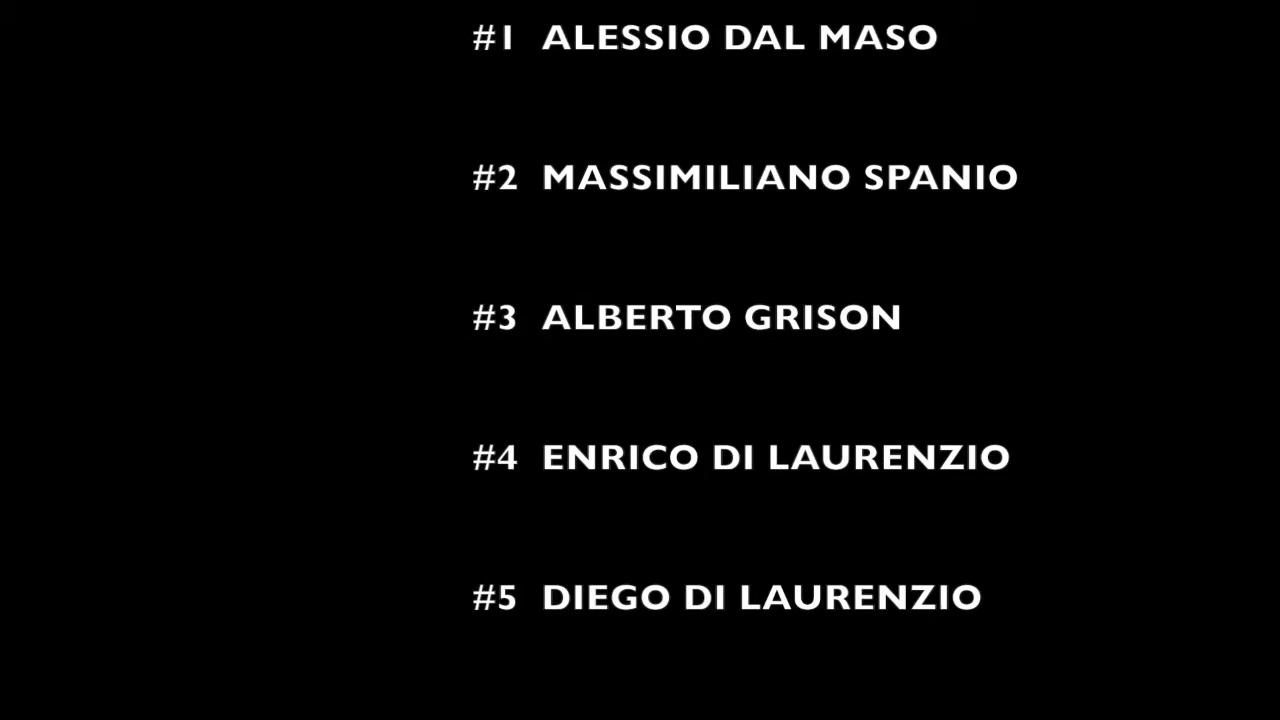 #1 ALESSIO DAL MASO
#2 MASSIMILIANO SPANIO
#3 ALBERTO GRISON
#4 ENRICO DI LAURENZIO
#5 DIEGO DI LAURENZIO